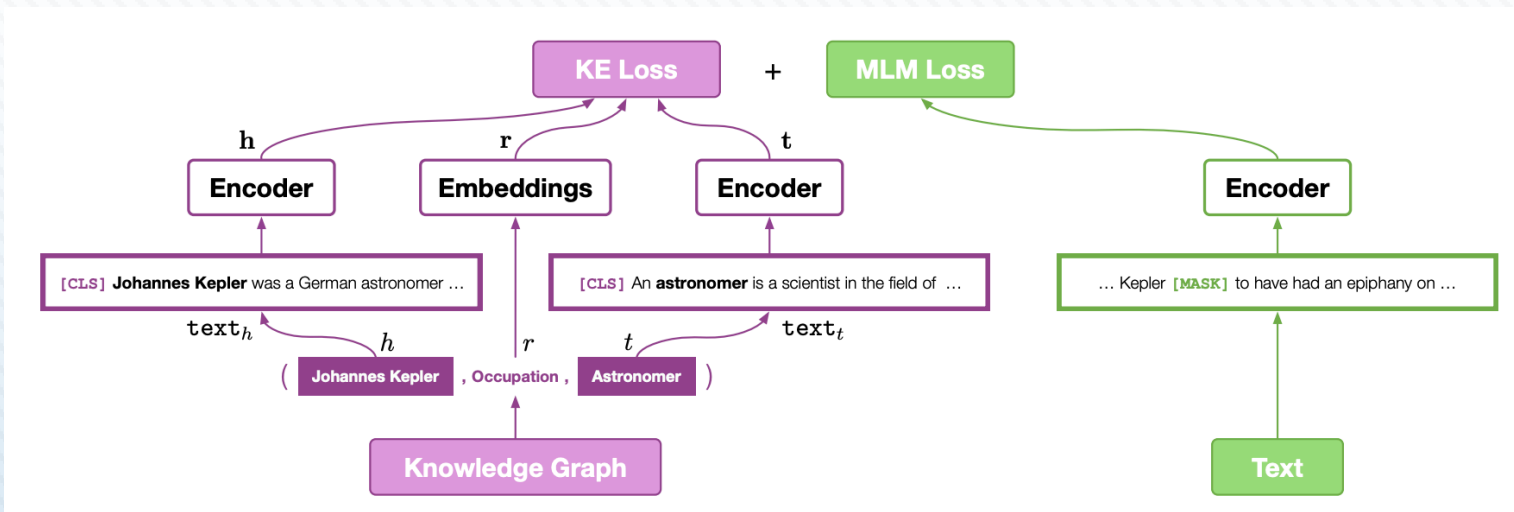 KE Loss + MLM Loss
h r t
Encoder Embeddings Encoder Encoder
[CLS] Johannes Kepler was a German astronomer ...
[CLS] An astronomer is a scientist in the field of ...
... Kepler [MASK] to have had an epiphany on ...
text_h h r t text_t
( Johannes Kepler , Occupation , Astronomer )
Knowledge Graph
Text